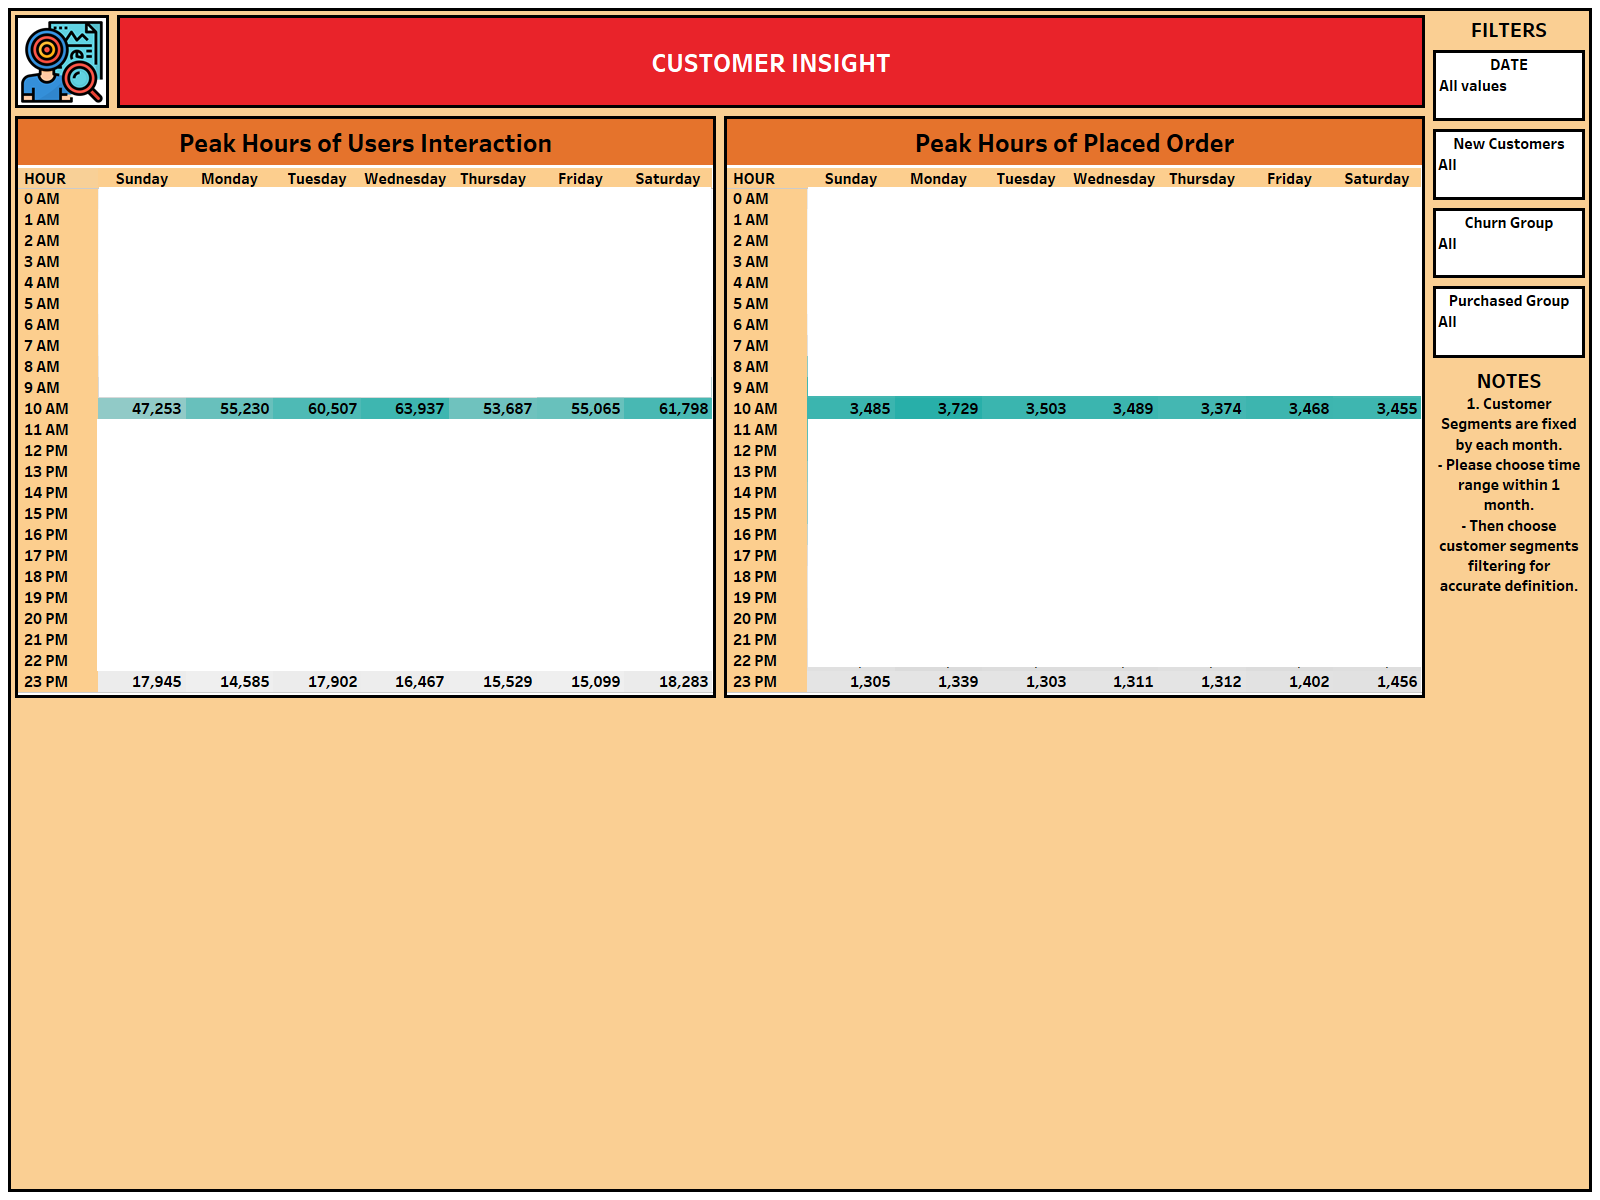 CUSTOMER INSIGHT
Peak Hours of Users Interaction
HOUR Sunday Monday Tuesday Wednesday Thursday Friday Saturday
0 AM
1 AM
2 AM
3 AM
4 AM
5 AM
6 AM
7 AM
8 AM
9 AM
10 AM 47,253 55,230 60,507 63,937 53,687 55,065 61,798
11 AM
12 PM
13 PM
14 PM
15 PM
16 PM
17 PM
18 PM
19 PM
20 PM
21 PM
22 PM
23 PM 17,945 14,585 17,902 16,467 15,529 15,099 18,283
Peak Hours of Placed Order
HOUR Sunday Monday Tuesday Wednesday Thursday Friday Saturday
0 AM
1 AM
2 AM
3 AM
4 AM
5 AM
6 AM
7 AM
8 AM
9 AM
10 AM 3,485 3,729 3,503 3,489 3,374 3,468 3,455
11 AM
12 PM
13 PM
14 PM
15 PM
16 PM
17 PM
18 PM
19 PM
20 PM
21 PM
22 PM
23 PM 1,305 1,339 1,303 1,311 1,312 1,402 1,456
FILTERS
DATE
All values
New Customers
All
Churn Group
All
Purchased Group
All
NOTES
1. Customer
Segments are fixed
by each month.
- Please choose time
range within 1
month.
- Then choose
customer segments
filtering for
accurate definition.